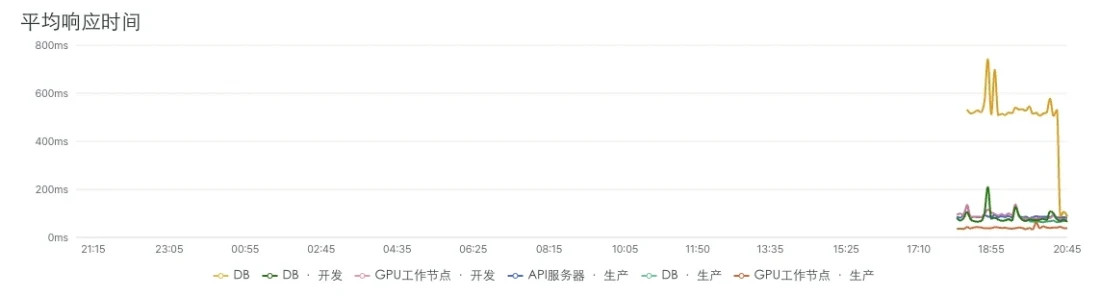 平均响应时间
800ms
600ms
400ms
200ms
0ms
21:15 23:05 00:55 02:45 04:35 06:25 08:15 10:05 11:50 13:35 15:25 17:10 18:55 20:45
DB DB · 开发 GPU工作节点 · 开发 API服务器 · 生产 DB · 生产 GPU工作节点 · 生产